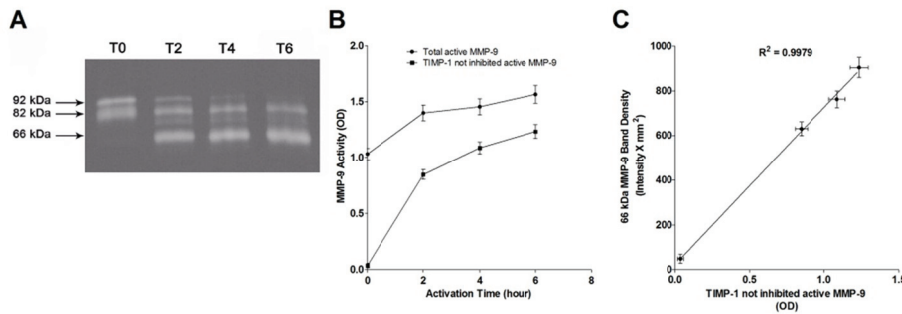 A
T0 T2 T4 T6
92 kDa
82 kDa
66 kDa
B
Total active MMP-9
TIMP-1 not inhibited active MMP-9
MMP-9 Activity (OD)
2.0
1.5
1.0
0.5
0.0
0 2 4 6 8
Activation Time (hour)
C
R² = 0.9979
66 kDa MMP-9 Band Density
(Intensity X mm²)
1000
800
600
400
200
0
0.0 0.5 1.0 1.5
TIMP-1 not inhibited active MMP-9
(OD)